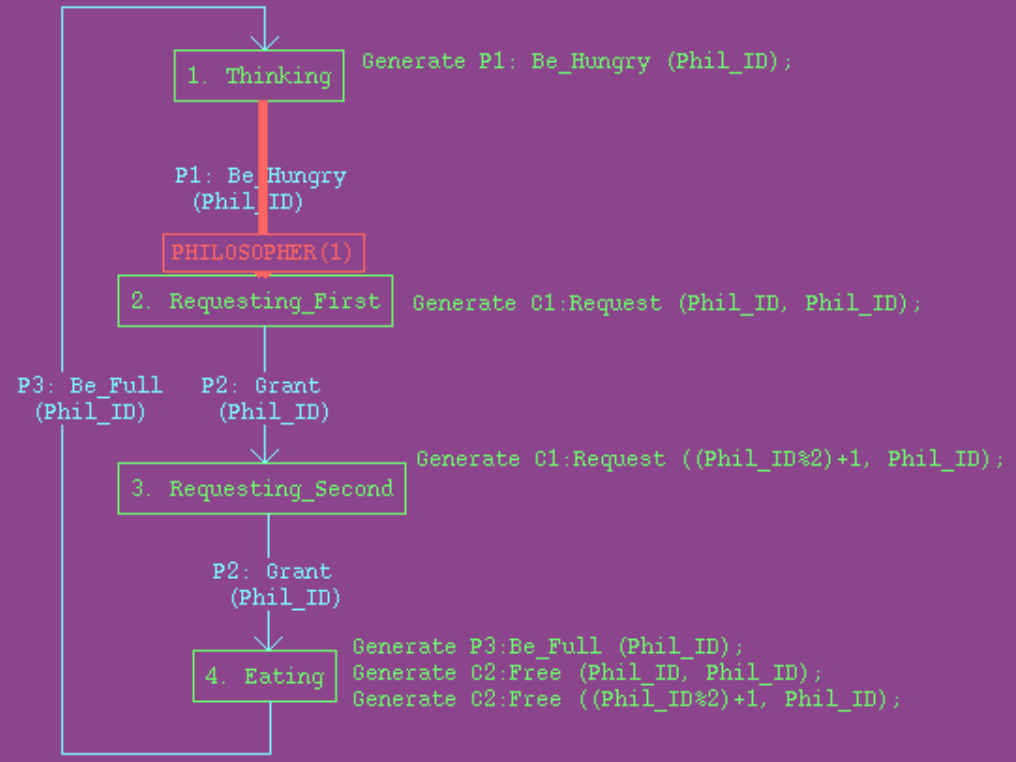 Generate P1: Be_Hungry (Phil_ID);
1. Thinking
P1: Be_Hungry
(Phil_ID)
PHILOSOPHER(1)
2. Requesting_First
Generate C1:Request (Phil_ID, Phil_ID);
P3: Be_Full
(Phil_ID)
P2: Grant
(Phil_ID)
Generate C1:Request ((Phil_ID%2)+1, Phil_ID);
3. Requesting_Second
P2: Grant
(Phil_ID)
Generate P3:Be_Full (Phil_ID);
4. Eating
Generate C2:Free (Phil_ID, Phil_ID);
Generate C2:Free ((Phil_ID%2)+1, Phil_ID);